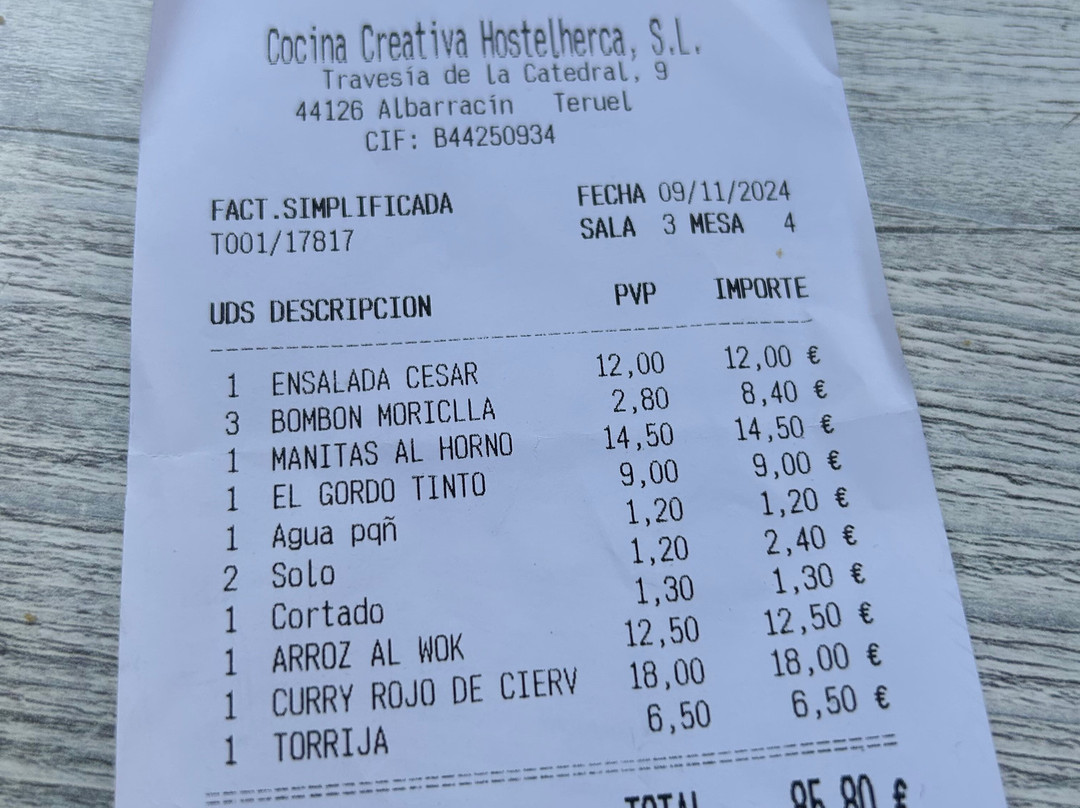 Cocina Creativa Hostelherca, S.L.
Travesía de la Catedral, 9
44126 Albarracín Teruel
CIF: B44250934
FACT.SIMPLIFICADA FECHA 09/11/2024
T001/17817 SALA 3 MESA 4
UDS DESCRIPCION PVP IMPORTE
1 ENSALADA CESAR 12,00 12,00 €
3 BOMBON MORICLLA 2,80 8,40 €
1 MANITAS AL HORNO 14,50 14,50 €
1 EL GORDO TINTO 9,00 9,00 €
1 Agua pqñ 1,20 1,20 €
2 Solo 1,20 2,40 €
1 Cortado 1,30 1,30 €
1 ARROZ AL WOK 12,50 12,50 €
1 CURRY ROJO DE CIERV 18,00 18,00 €
1 TORRIJA 6,50 6,50 €
TOTAL 85,80 €